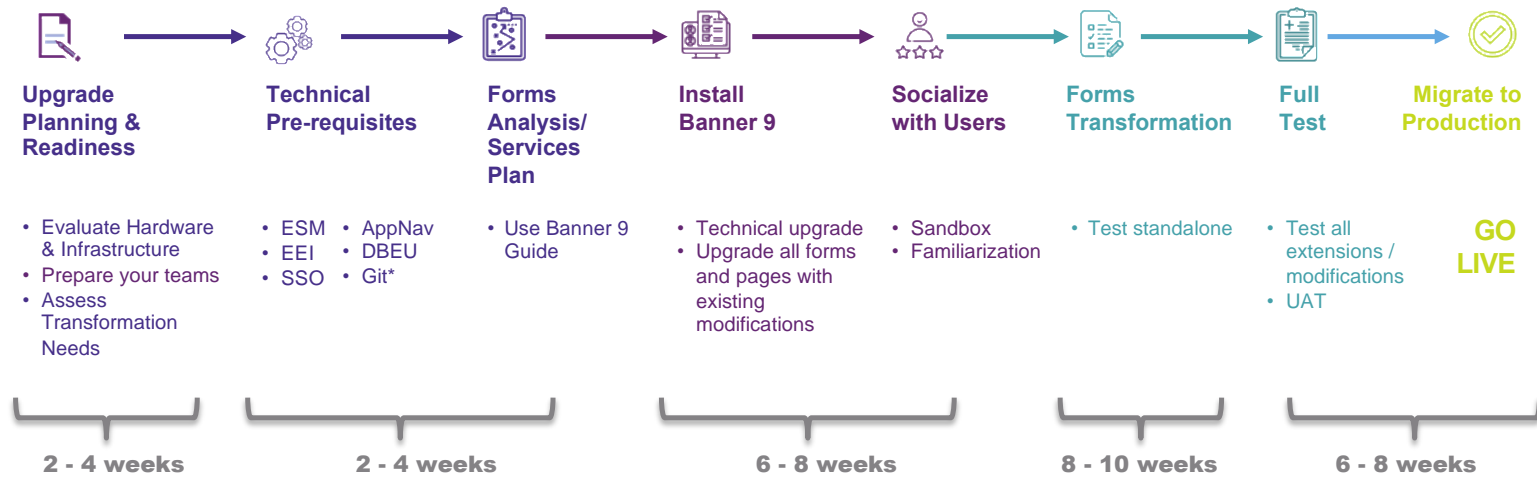 Upgrade
Planning &
Readiness
Technical
Pre-requisites
Forms
Analysis/
Services
Plan
Install
Banner 9
Socialize
with Users
Forms
Transformation
Full
Test
Migrate to
Production
• Evaluate Hardware
& Infrastructure
• Prepare your teams
• Assess
Transformation
Needs
• ESM
• EEI
• SSO
• AppNav
• DBEU
• Git*
• Use Banner 9
Guide
• Technical upgrade
• Upgrade all forms
and pages with
existing
modifications
• Sandbox
• Familiarization
• Test standalone
• Test all
extensions /
modifications
• UAT
GO
LIVE
2 - 4 weeks
2 - 4 weeks
6 - 8 weeks
8 - 10 weeks
6 - 8 weeks